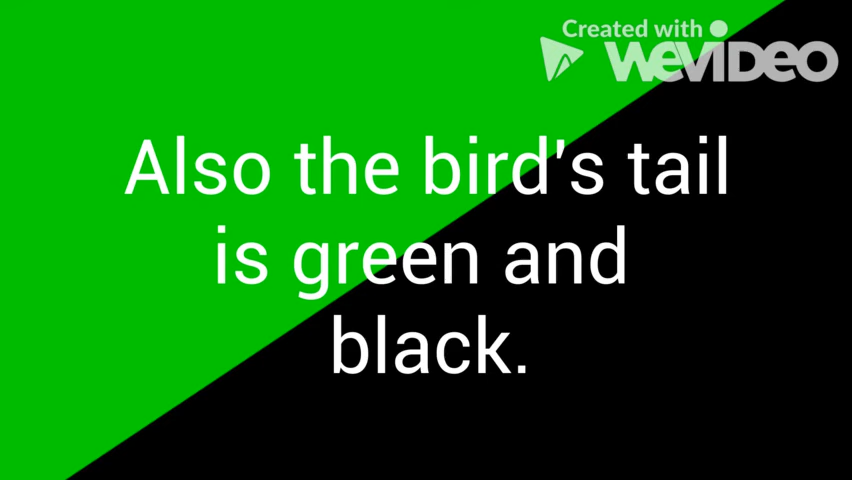 Created with
WEVIDEO
Also the bird's tail
is green and
black.